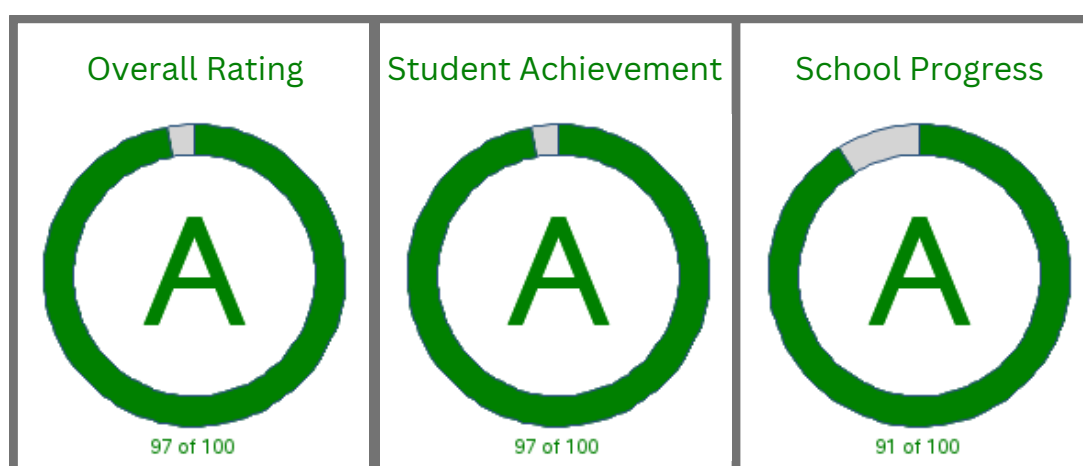 Overall Rating
A
97 of 100
Student Achievement
A
97 of 100
School Progress
A
91 of 100